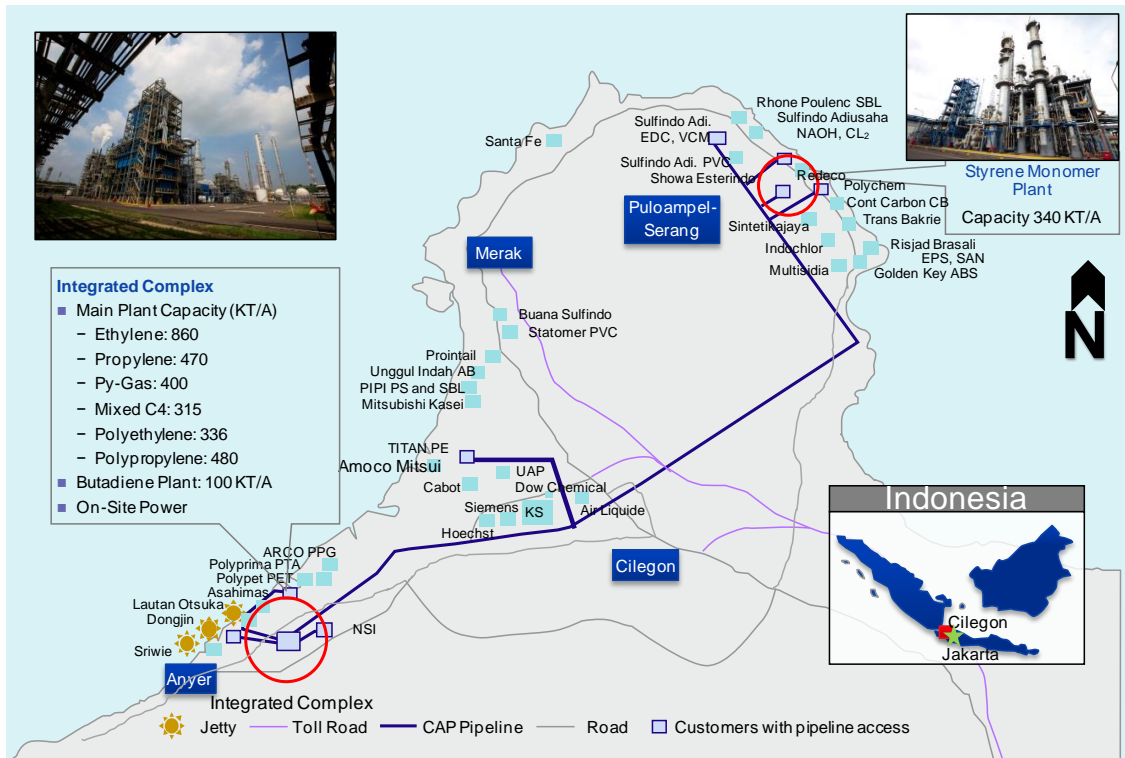 Rhone Poulenc SBL
Sulfindo Adiusaha
NAOH, CL₂
Sulfindo Adi.
EDC, VCM
Santa Fe
Sulfindo Adi. PVC
Showa Esterindo
Redeco
Styrene Monomer
Plant
Capacity 340 KT/A
Polychem
Cont Carbon CB
Trans Bakrie
Puloampel-
Serang
Sintetikajaya
Indochlor
Risjad Brasali
EPS, SAN
Multisidia
Golden Key ABS
Merak
N
Integrated Complex
Main Plant Capacity (KT/A)
− Ethylene: 860
− Propylene: 470
− Py-Gas: 400
− Mixed C4: 315
− Polyethylene: 336
− Polypropylene: 480
Butadiene Plant: 100 KT/A
On-Site Power
Buana Sulfindo
Statomer PVC
Prointail
Unggul Indah AB
PIPI PS and SBL
Mitsubishi Kasei
TITAN PE
Amoco Mitsui
UAP
Cabot
Dow Chemical
Siemens
KS
Air Liquide
Hoechst
Cilegon
Indonesia
Cilegon
Jakarta
ARCO PPG
Polyprima PTA
Polypet PET
Asahimas
Lautan Otsuka
Dongjin
NSI
Sriwie
Anyer
Integrated Complex
Jetty
Toll Road
CAP Pipeline
Road
Customers with pipeline access